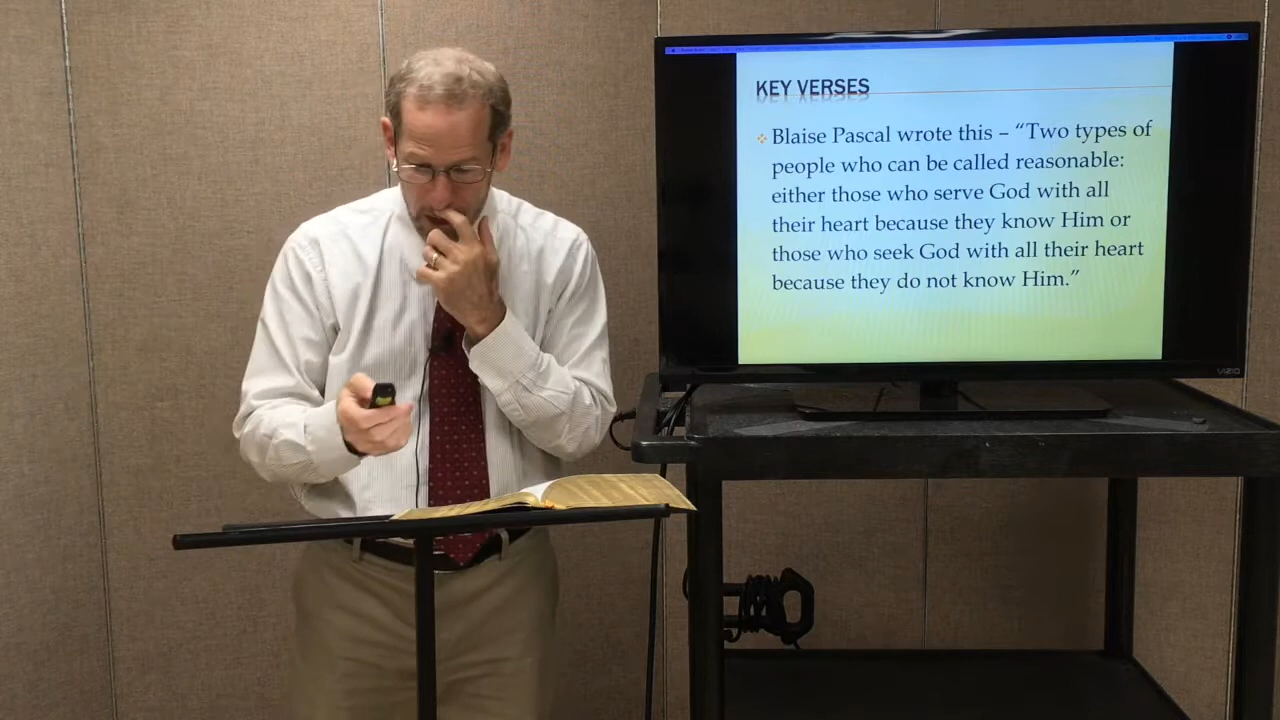 KEY VERSES
Blaise Pascal wrote this – “Two types of
people who can be called reasonable:
either those who serve God with all
their heart because they know Him or
those who seek God with all their heart
because they do not know Him.”
VIZIO